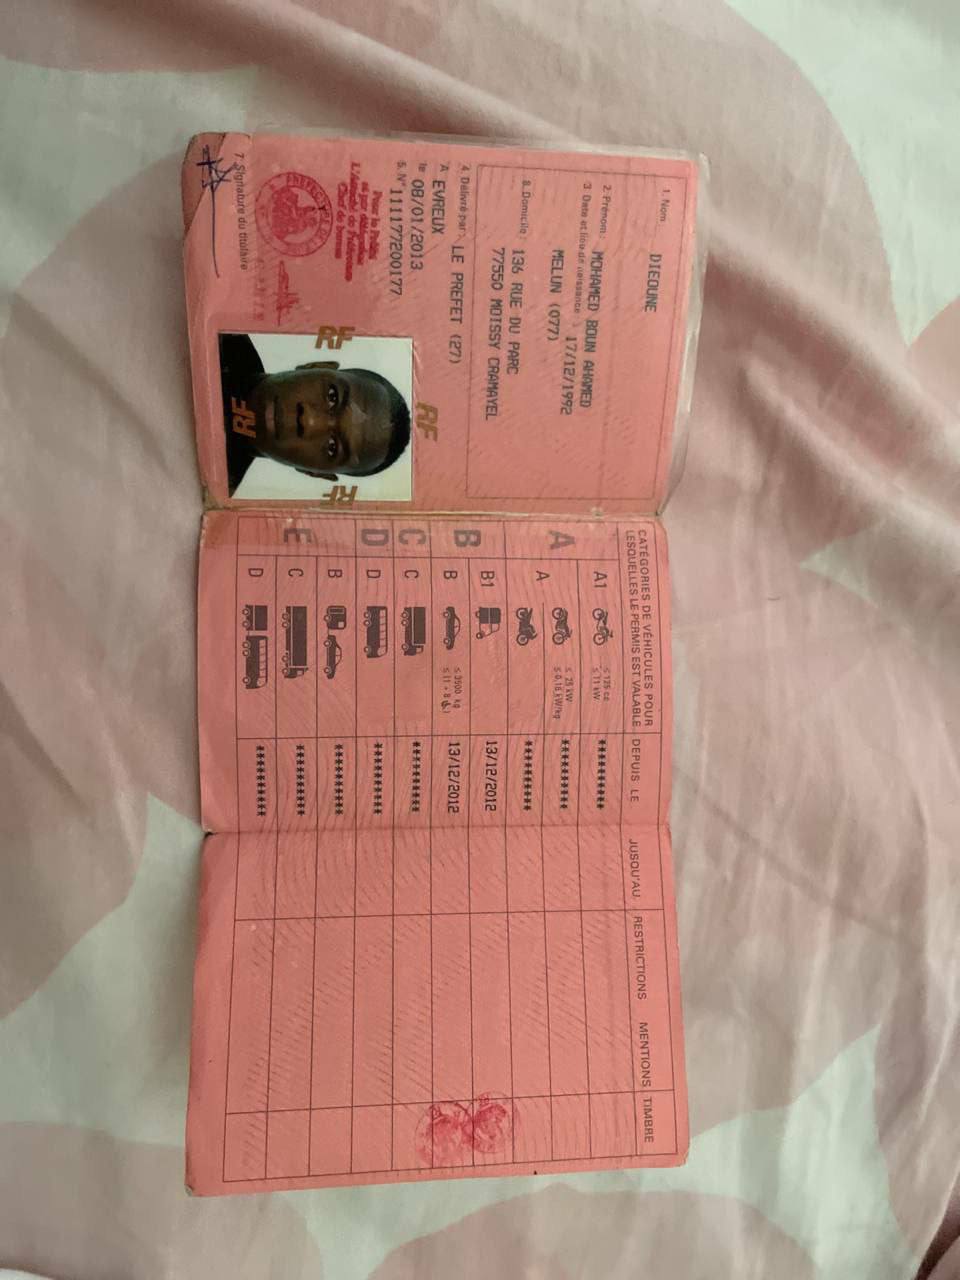 1. Nom : DIEOUNE
2. Prénom : MOHAMED BOUN AHAMED
3. Date et lieu de naissance : 17/12/1992
MELUN (077)
8. Domicile : 136 RUE DU PARC
77550 MOISSY CRAMAYEL
4. Délivré par : LE PREFET (27)
A EVREUX
le 08/01/2013
5. N° 111177200177
Pour le Préfet
et par délégation
L'Attaché de Préfecture
Chef de bureau
PREFECTURE DE L'
7 Signature du titulaire
RF
RF
RF
RF
CATÉGORIES DE VÉHICULES POUR
LESQUELLES LE PERMIS EST VALABLE
DEPUIS LE
JUSQU'AU
RESTRICTIONS MENTIONS
TIMBRE
A
A1 ≤ 125 cc
≤ 11 kW
**********
A ≤ 25 kW
≤ 0,16 kW/kg
**********
**********
B
B1 13/12/2012
B ≤ 3500 kg
≤ (1 + 8)
13/12/2012
C
C **********
D
D **********
E
B **********
C **********
D **********